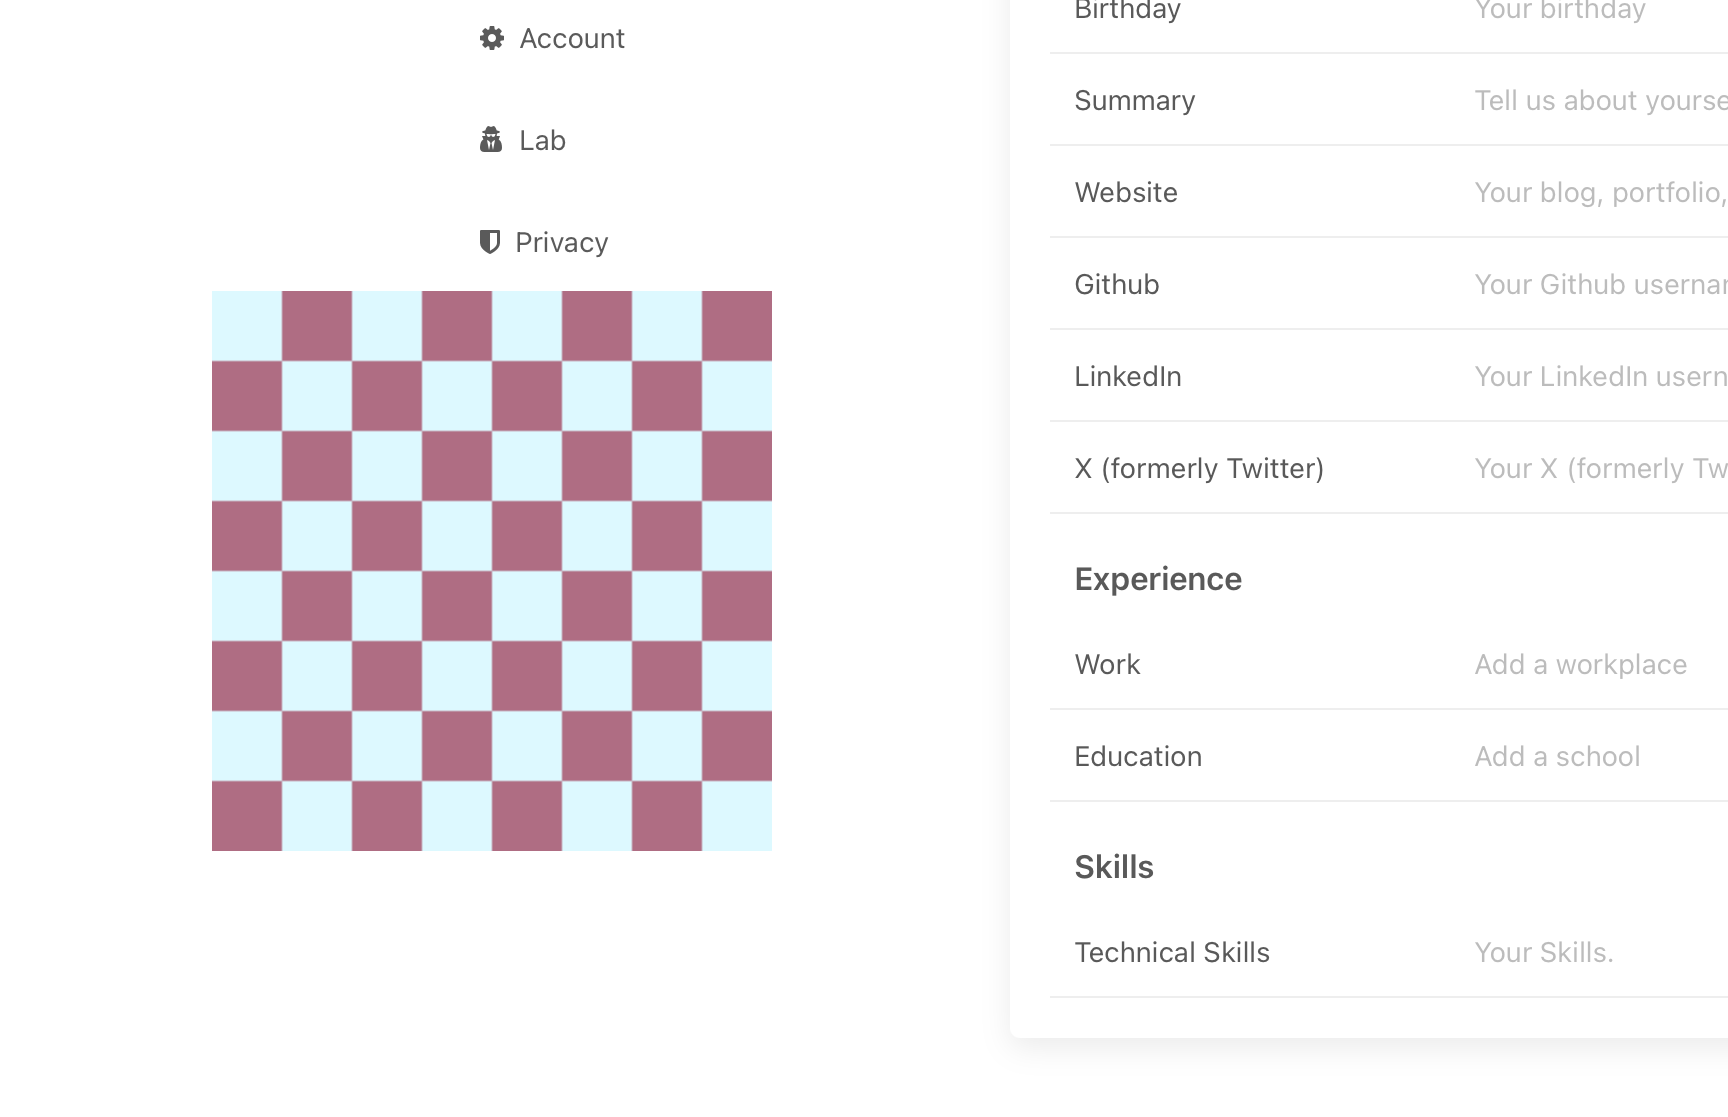 Account
Lab
Privacy
Birthday Your birthday
Summary Tell us about yourse
Website Your blog, portfolio,
Github Your Github usernar
LinkedIn Your LinkedIn usern
X (formerly Twitter) Your X (formerly Tw
Experience
Work Add a workplace
Education Add a school
Skills
Technical Skills Your Skills.